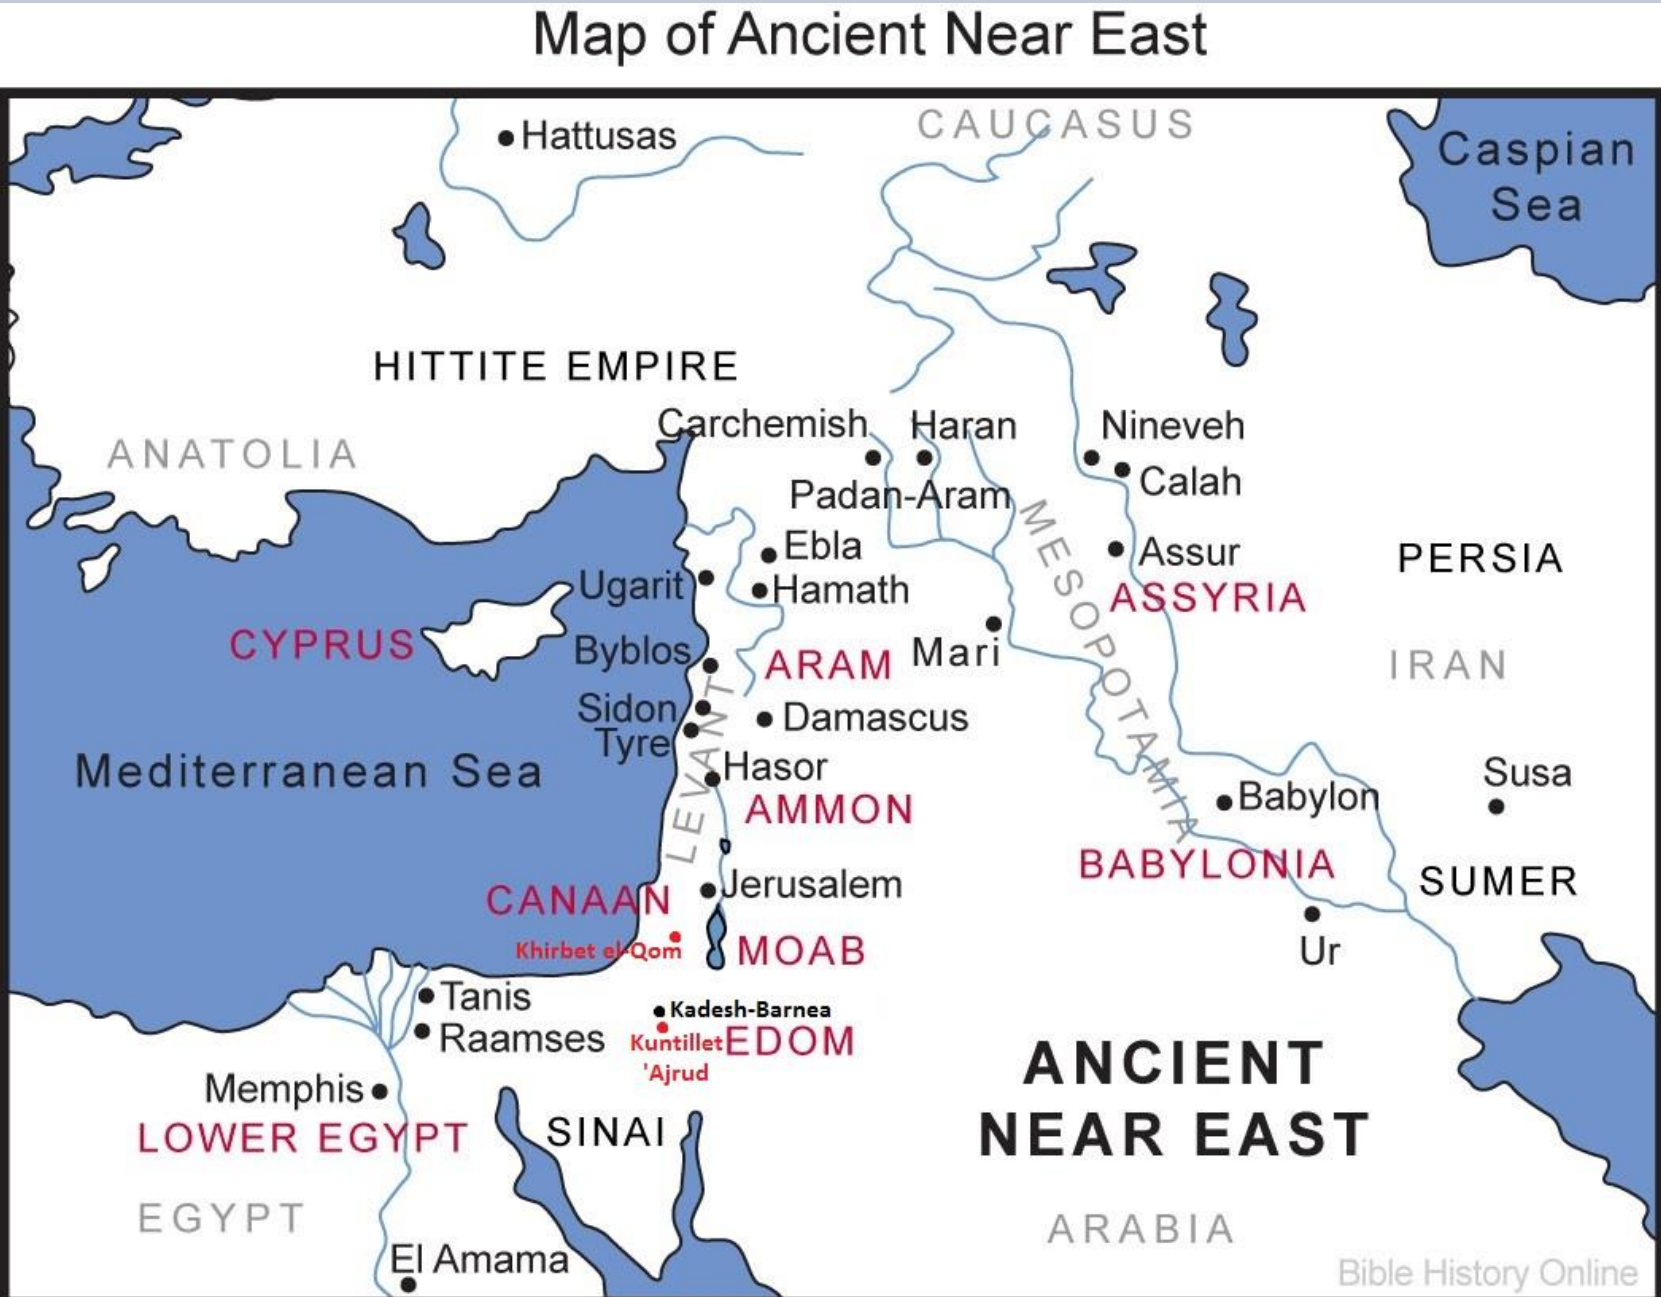 Map of Ancient Near East
CAUCASUS
Hattusas
Caspian
Sea
HITTITE EMPIRE
Carchemish
Haran
Nineveh
ANATOLIA
Calah
Padan-Aram
MESOPOTAMIA
Ebla
Assur
PERSIA
Ugarit
Hamath
ASSYRIA
CYPRUS
Byblos
ARAM
Mari
IRAN
Sidon
Damascus
Tyre
LEVANT
Mediterranean Sea
Hasor
Susa
AMMON
Babylon
BABYLONIA
SUMER
Jerusalem
CANAAN
Khirbet el-Qom
MOAB
Ur
Tanis
Kadesh-Barnea
Raamses
Kuntillet
'Ajrud
EDOM
ANCIENT
NEAR EAST
Memphis
LOWER EGYPT
SINAI
EGYPT
ARABIA
El Amama
Bible History Online